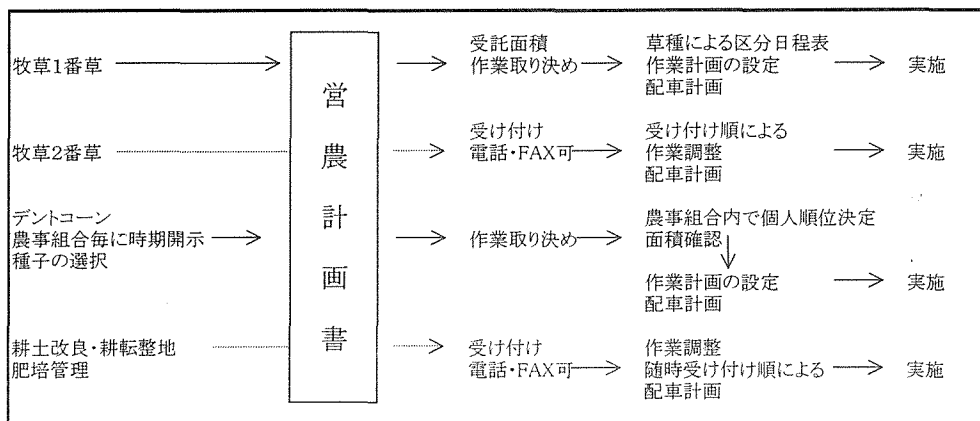 牧草1番草
受託面積
作業取り決め
草種による区分日程表
作業計画の設定
配車計画
実施
営農計画書
牧草2番草
受け付け
電話・FAX可
受け付け順による
作業調整
配車計画
実施
デントコーン
農事組合毎に時期開示
種子の選択
作業取り決め
農事組合内で個人順位決定
面積確認
作業計画の設定
配車計画
実施
耕土改良・耕転整地
肥培管理
受け付け
電話・FAX可
作業調整
随時受け付け順による
配車計画
実施